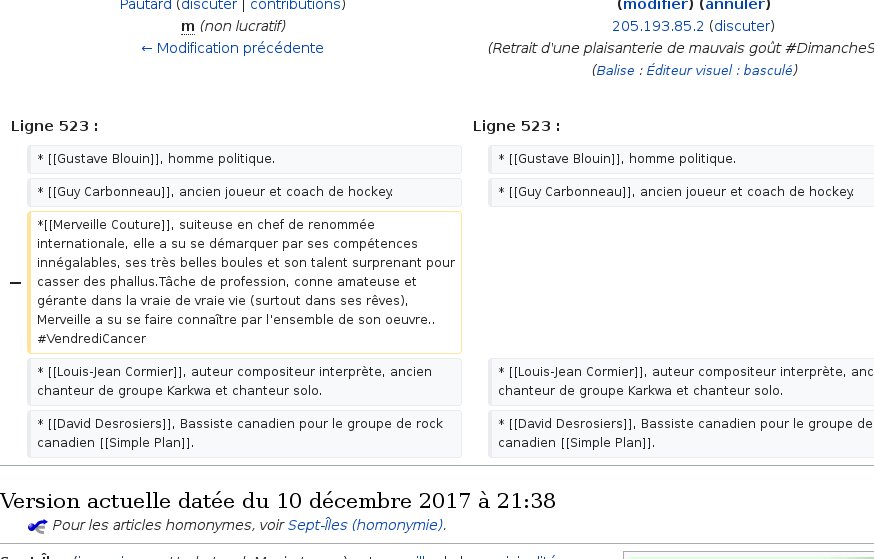 Pautard (discuter | contributions)
m (non lucratif)
← Modification précédente
(modifier) (annuler)
205.193.85.2 (discuter)
(Retrait d'une plaisanterie de mauvais goût #DimancheS
(Balise : Éditeur visuel : basculé)
Ligne 523 :
Ligne 523 :
* [[Gustave Blouin]], homme politique.
* [[Gustave Blouin]], homme politique.
* [[Guy Carbonneau]], ancien joueur et coach de hockey.
* [[Guy Carbonneau]], ancien joueur et coach de hockey.
− *[[Merveille Couture]], suiteuse en chef de renommée
internationale, elle a su se démarquer par ses compétences
innégalables, ses très belles boules et son talent surprenant pour
casser des phallus.Tâche de profession, conne amateuse et
gérante dans la vraie de vraie vie (surtout dans ses rêves),
Merveille a su se faire connaître par l'ensemble de son oeuvre..
#VendrediCancer
* [[Louis-Jean Cormier]], auteur compositeur interprète, ancien
chanteur de groupe Karkwa et chanteur solo.
* [[Louis-Jean Cormier]], auteur compositeur interprète, anc
chanteur de groupe Karkwa et chanteur solo.
* [[David Desrosiers]], Bassiste canadien pour le groupe de rock
canadien [[Simple Plan]].
* [[David Desrosiers]], Bassiste canadien pour le groupe de
canadien [[Simple Plan]].
Version actuelle datée du 10 décembre 2017 à 21:38
Pour les articles homonymes, voir Sept-Îles (homonymie).